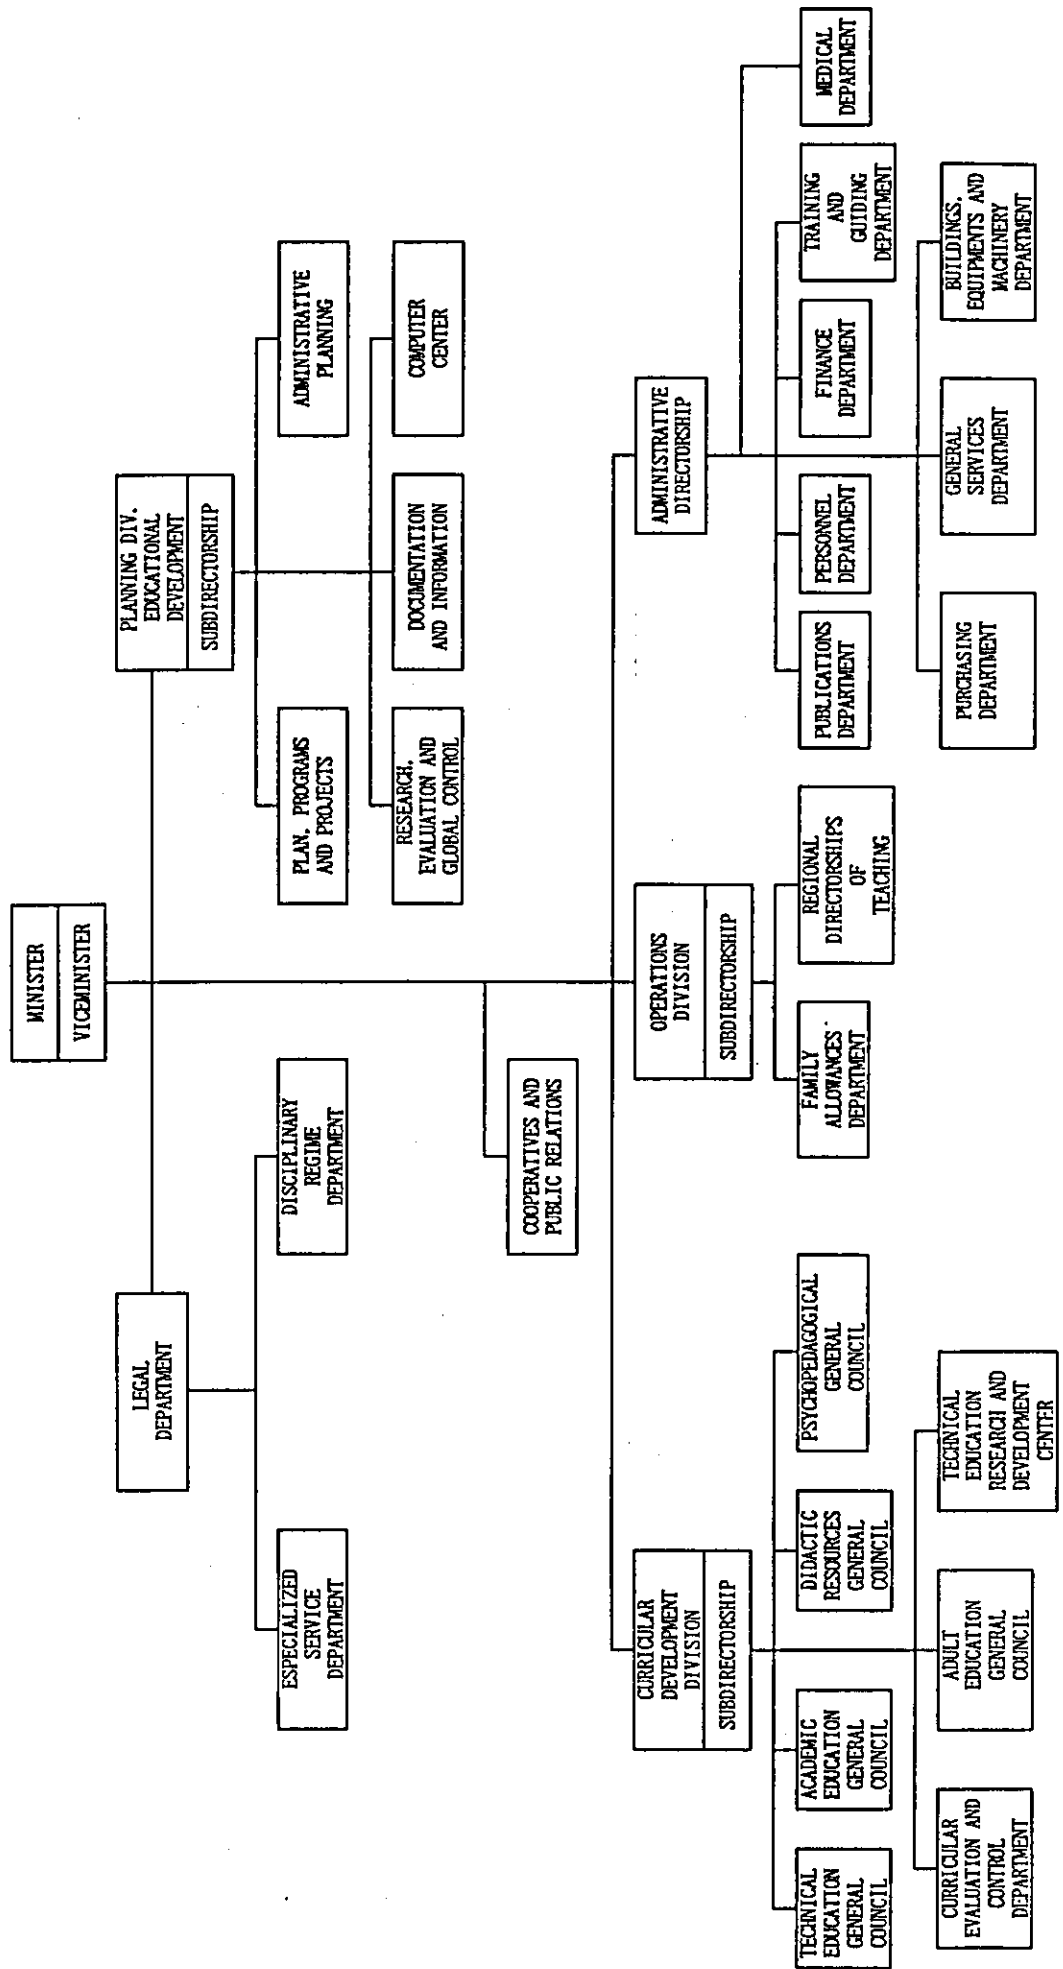 MINISTER
VICEMINISTER
LEGAL
DEPARTMENT
PLANNING DIV.
EDUCATIONAL
DEVELOPMENT
SUBDIRECTORSHIP
ESPECIALIZED
SERVICE
DEPARTMENT
DISCIPLINARY
REGIME
DEPARTMENT
PLAN, PROGRAMS
AND PROJECTS
ADMINISTRATIVE
PLANNING
RESEARCH,
EVALUATION AND
GLOBAL CONTROL
DOCUMENTATION
AND INFORMATION
COMPUTER
CENTER
COOPERATIVES AND
PUBLIC RELATIONS
CURRICULAR
DEVELOPMENT
DIVISION
SUBDIRECTORSHIP
OPERATIONS
DIVISION
SUBDIRECTORSHIP
ADMINISTRATIVE
DIRECTORSHIP
TECHNICAL
EDUCATION
GENERAL
COUNCIL
ACADEMIC
EDUCATION
GENERAL
COUNCIL
DIDACTIC
RESOURCES
GENERAL
COUNCIL
PSYCHOPEDAGOGICAL
GENERAL
COUNCIL
FAMILY
ALLOWANCES
DEPARTMENT
REGIONAL
DIRECTORSHIPS
OF
TEACHING
PUBLICATIONS
DEPARTMENT
PERSONNEL
DEPARTMENT
FINANCE
DEPARTMENT
TRAINING
AND
GUIDING
DEPARTMENT
MEDICAL
DEPARTMENT
CURRICULAR
EVALUATION AND
CONTROL
DEPARTMENT
ADULT
EDUCATION
GENERAL
COUNCIL
TECHNICAL
EDUCATION
RESEARCH AND
DEVELOPMENT
CENTER
PURCHASING
DEPARTMENT
GENERAL
SERVICES
DEPARTMENT
BUILDINGS,
EQUIPMENTS AND
MACHINERY
DEPARTMENT